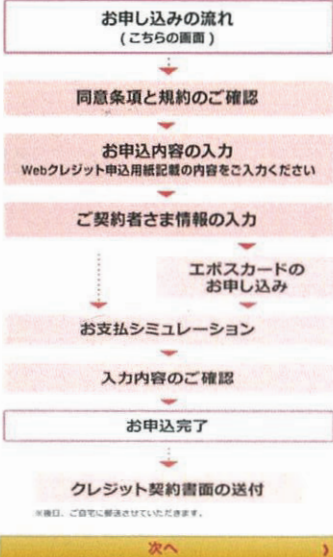 お申し込みの流れ
(こちらの画面)
同意条項と規約のご確認
お申込内容の入力
Webクレジット申込用紙記載の内容をご入力ください
ご契約者さま情報の入力
エポスカードの
お申し込み
お支払シミュレーション
入力内容のご確認
お申込完了
クレジット契約書面の送付
※後日、ご自宅に郵送させていただきます。
次へ